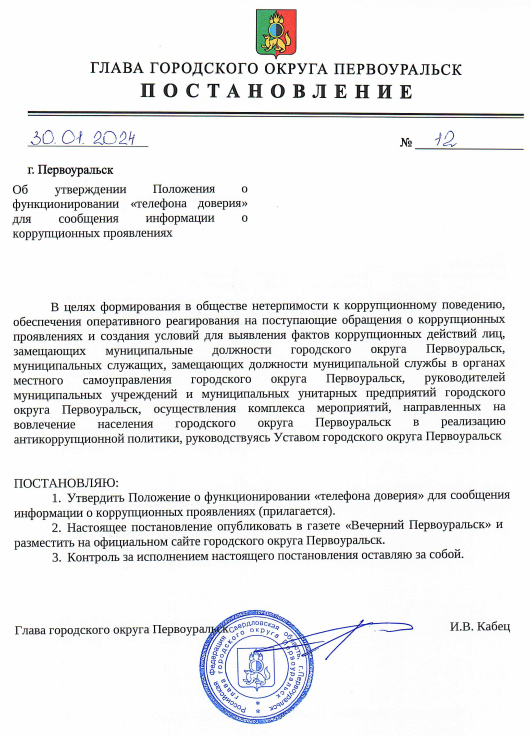 ГЛАВА ГОРОДСКОГО ОКРУГА ПЕРВОУРАЛЬСК
ПОСТАНОВЛЕНИЕ
30.01.2024 № 12
г. Первоуральск
Об утверждении Положения о
функционировании «телефона доверия»
для сообщения информации о
коррупционных проявлениях
В целях формирования в обществе нетерпимости к коррупционному поведению,
обеспечения оперативного реагирования на поступающие обращения о коррупционных
проявлениях и создания условий для выявления фактов коррупционных действий лиц,
замещающих муниципальные должности городского округа Первоуральск,
муниципальных служащих, замещающих должности муниципальной службы в органах
местного самоуправления городского округа Первоуральск, руководителей
муниципальных учреждений и муниципальных унитарных предприятий городского
округа Первоуральск, осуществления комплекса мероприятий, направленных на
вовлечение населения городского округа Первоуральск в реализацию
антикоррупционной политики, руководствуясь Уставом городского округа Первоуральск
ПОСТАНОВЛЯЮ:
1. Утвердить Положение о функционировании «телефона доверия» для сообщения
информации о коррупционных проявлениях (прилагается).
2. Настоящее постановление опубликовать в газете «Вечерний Первоуральск» и
разместить на официальном сайте городского округа Первоуральск.
3. Контроль за исполнением настоящего постановления оставляю за собой.
Глава городского округа Первоуральск И.В. Кабец
Российская Федерация Свердловская область г.Первоуральск
глава городского округа Первоуральск